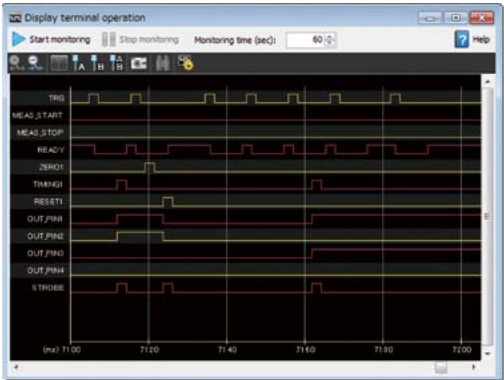 Display terminal operation
Start monitoring Stop monitoring Monitoring time (sec): 60 Help
A B A B
TRG
MEAS_START
MEAS_STOP
READY
ZERO1
TIMING1
RESET1
OUT_PIN1
OUT_PIN2
OUT_PIN3
OUT_PIN4
STROBE
(ms) 7100 7120 7140 7160 7180 7200